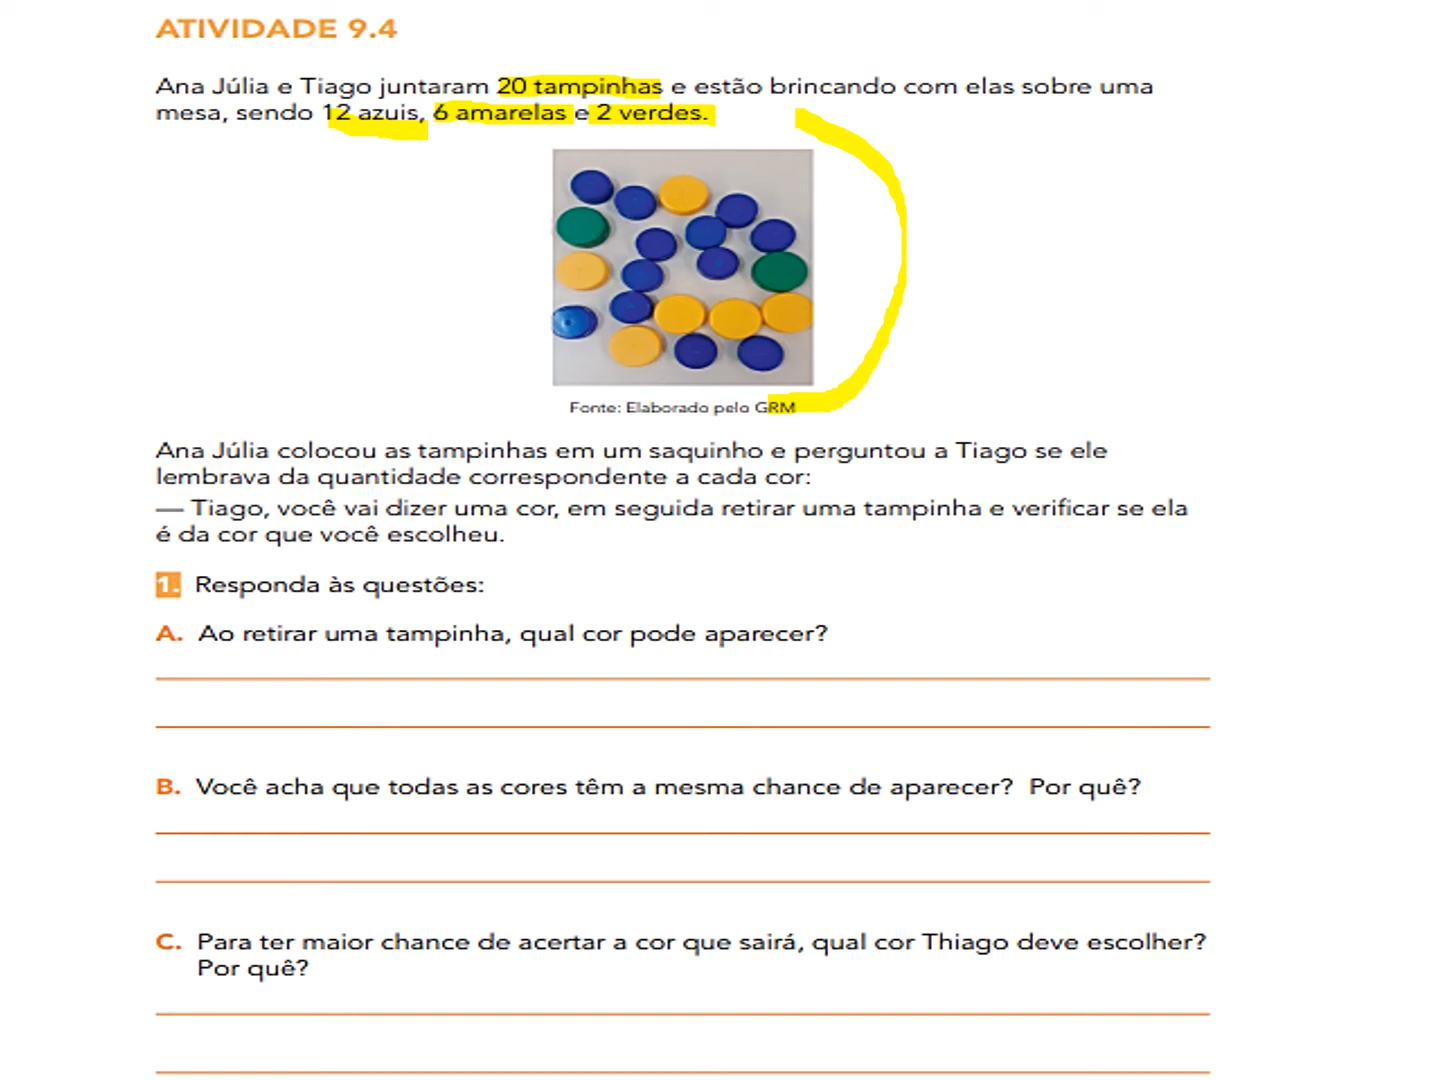 ATIVIDADE 9.4
Ana Júlia e Tiago juntaram 20 tampinhas e estão brincando com elas sobre uma
mesa, sendo 12 azuis, 6 amarelas e 2 verdes.
Fonte: Elaborado pelo GRM
Ana Júlia colocou as tampinhas em um saquinho e perguntou a Tiago se ele
lembrava da quantidade correspondente a cada cor:
— Tiago, você vai dizer uma cor, em seguida retirar uma tampinha e verificar se ela
é da cor que você escolheu.
1. Responda às questões:
A. Ao retirar uma tampinha, qual cor pode aparecer?
B. Você acha que todas as cores têm a mesma chance de aparecer? Por quê?
C. Para ter maior chance de acertar a cor que sairá, qual cor Thiago deve escolher?
Por quê?